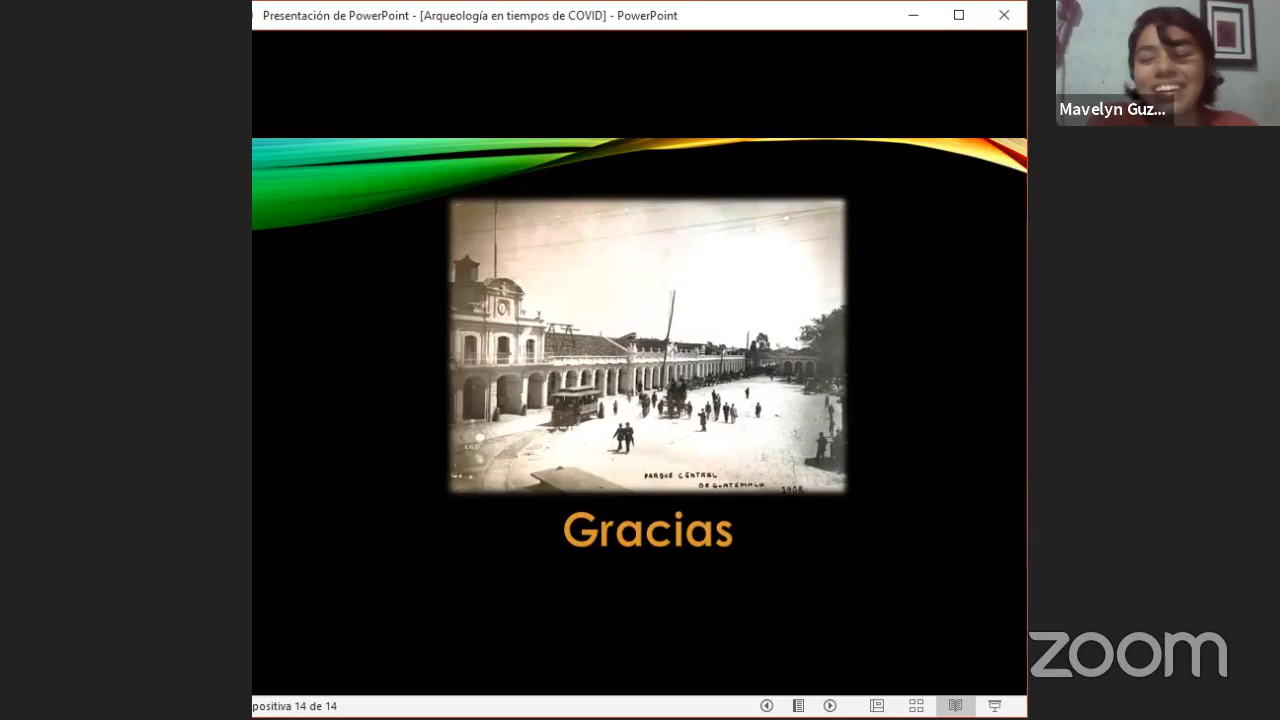 Presentación de PowerPoint - [Arqueología en tiempos de COVID] - PowerPoint
Mavelyn Guz...
PARQUE CENTRAL
DE GUATEMALA
Gracias
positiva 14 de 14
zoom